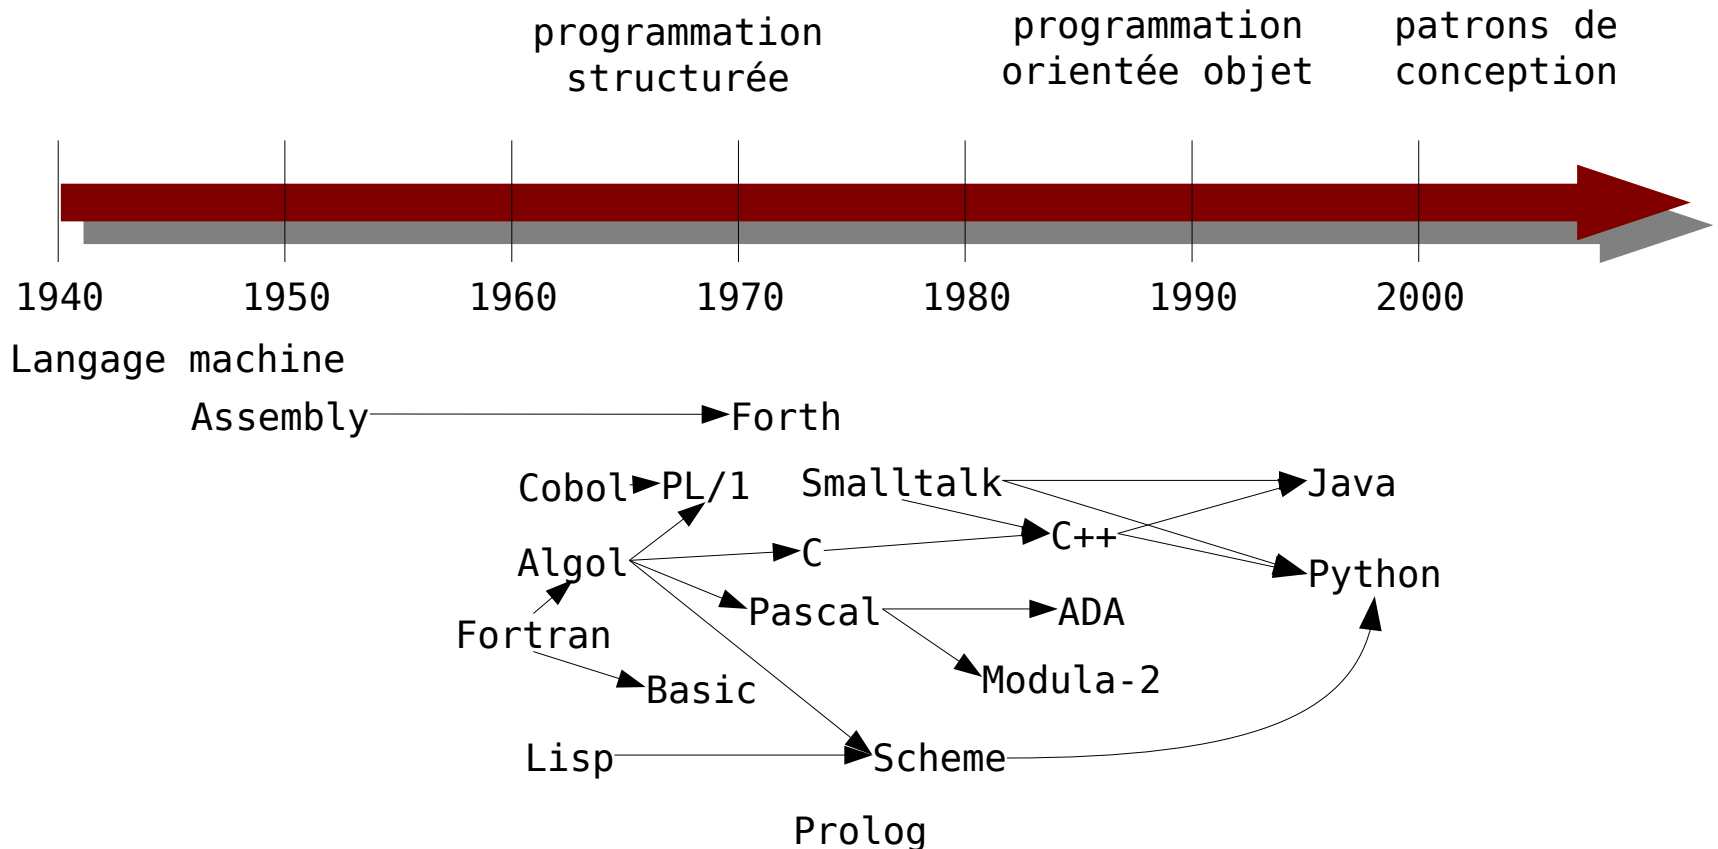 programmation
structurée
programmation
orientée objet
patrons de
conception
1940 1950 1960 1970 1980 1990 2000
Langage machine
Assembly Forth
Cobol PL/1 Smalltalk Java
C C++
Algol Python
Pascal ADA
Fortran
Basic Modula-2
Lisp Scheme
Prolog